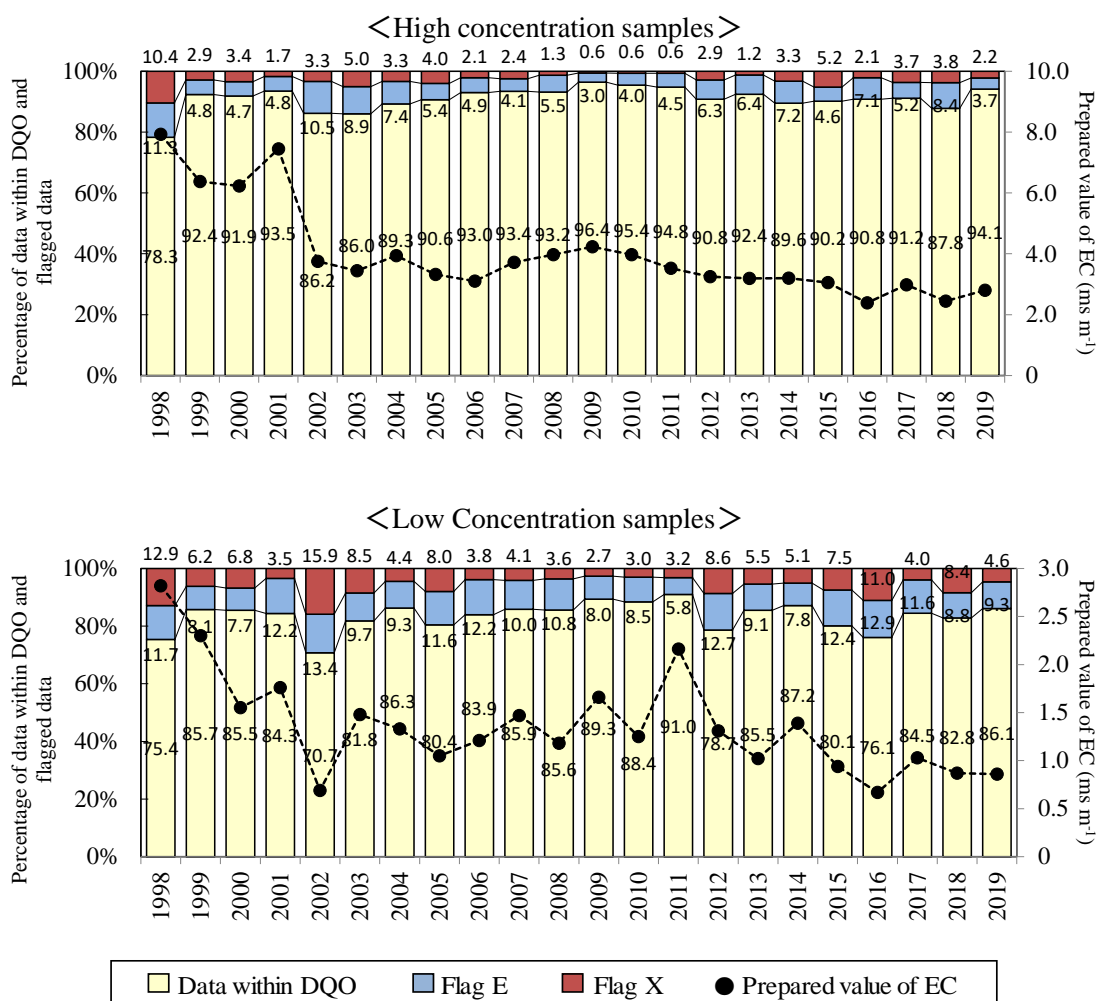 <High concentration samples>
10.4 2.9 3.4 1.7 3.3 5.0 3.3 4.0 2.1 2.4 1.3 0.6 0.6 0.6 2.9 1.2 3.3 5.2 2.1 3.7 3.8 2.2
100% 80% 60% 40% 20% 0%
Percentage of data within DQO and
flagged data
11.3 4.8 4.7 4.8 10.5 8.9 7.4 5.4 4.9 4.1 5.5 3.0 4.0 4.5 6.3 6.4 7.2 4.6 7.1 5.2 8.4 3.7
78.3 92.4 91.9 93.5 86.2 86.0 89.3 90.6 93.0 93.4 93.2 96.4 95.4 94.8 90.8 92.4 89.6 90.2 90.8 91.2 87.8 94.1
10.0 8.0 6.0 4.0 2.0 0.0
Prepared value of EC (ms m-1)
1998 1999 2000 2001 2002 2003 2004 2005 2006 2007 2008 2009 2010 2011 2012 2013 2014 2015 2016 2017 2018 2019
<Low Concentration samples>
12.9 6.2 6.8 3.5 15.9 8.5 4.4 8.0 3.8 4.1 3.6 2.7 3.0 3.2 8.6 5.5 5.1 7.5 11.0 4.0 8.4 4.6
100% 80% 60% 40% 20% 0%
Percentage of data within DQO and
flagged data
11.7 8.1 7.7 12.2 13.4 9.7 9.3 11.6 12.2 10.0 10.8 8.0 8.5 5.8 12.7 9.1 7.8 12.4 12.9 11.6 8.8 9.3
75.4 85.7 85.5 84.3 70.7 81.8 86.3 80.4 83.9 85.9 85.6 89.3 88.4 91.0 78.7 85.5 87.2 80.1 76.1 84.5 82.8 86.1
3.0 2.5 2.0 1.5 1.0 0.5 0
Prepared value of EC (ms m-1)
1998 1999 2000 2001 2002 2003 2004 2005 2006 2007 2008 2009 2010 2011 2012 2013 2014 2015 2016 2017 2018 2019
Data within DQO Flag E Flag X Prepared value of EC